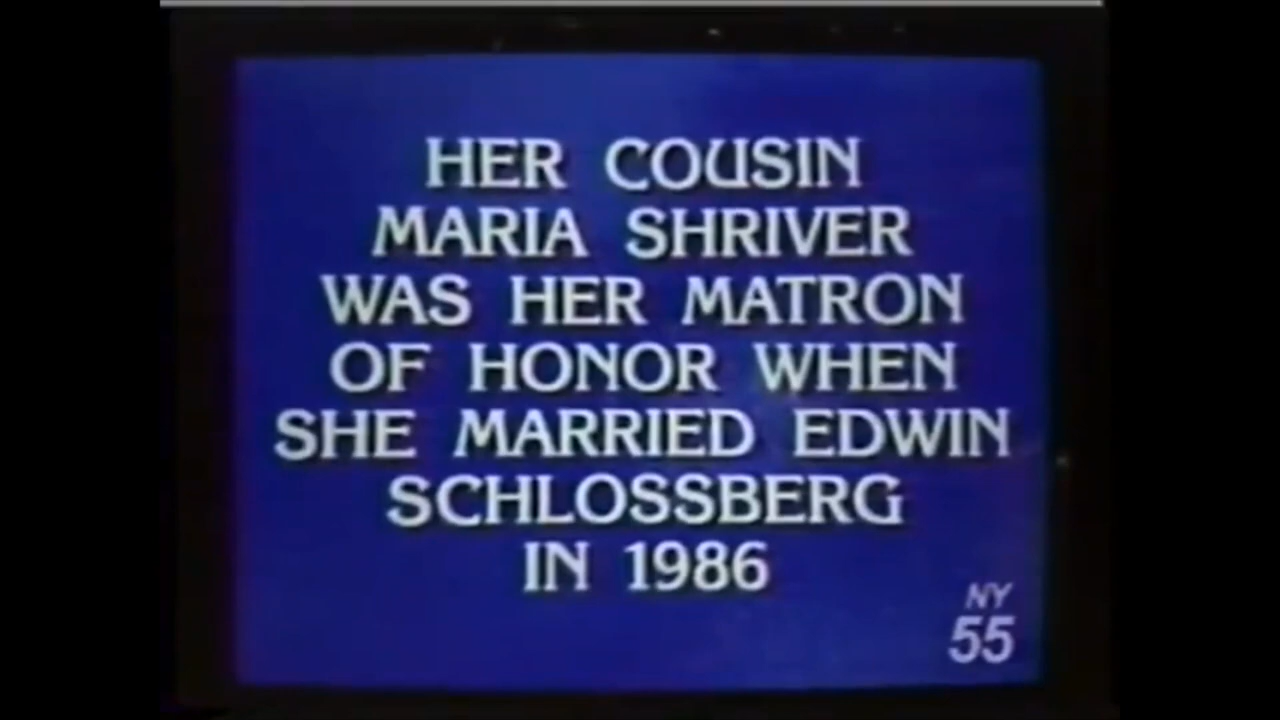 HER COUSIN
MARIA SHRIVER
WAS HER MATRON
OF HONOR WHEN
SHE MARRIED EDWIN
SCHLOSSBERG
IN 1986
NY
55